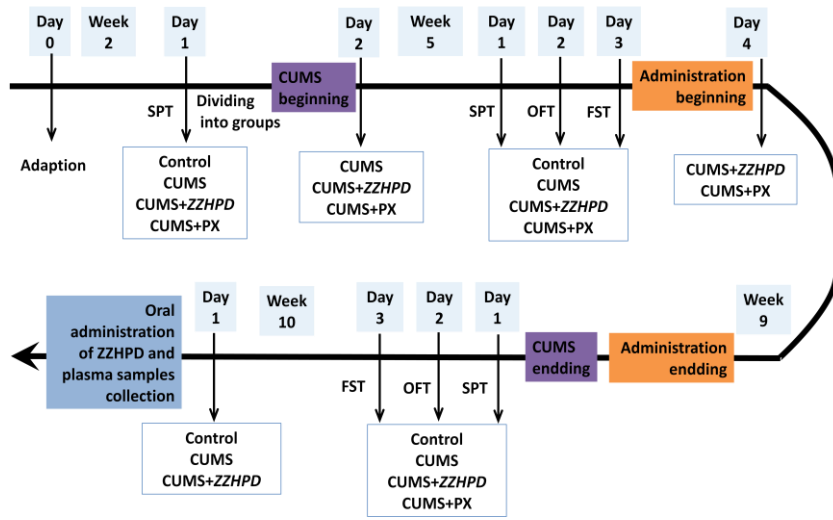 Day
0
Week
2
Day
1
Day
2
Week
5
Day
1
Day
2
Day
3
Day
4
CUMS
beginning
Administration
beginning
SPT
Dividing
into groups
SPT
OFT
FST
Adaption
Control
CUMS
CUMS+ZZHPD
CUMS+PX
CUMS
CUMS+ZZHPD
CUMS+PX
Control
CUMS
CUMS+ZZHPD
CUMS+PX
CUMS+ZZHPD
CUMS+PX
Week
9
Administration
endding
CUMS
endding
Day
1
Day
2
Day
3
Week
10
Day
1
Oral
administration
of ZZHPD and
plasma samples
collection
SPT
OFT
FST
Control
CUMS
CUMS+ZZHPD
CUMS+PX
Control
CUMS
CUMS+ZZHPD